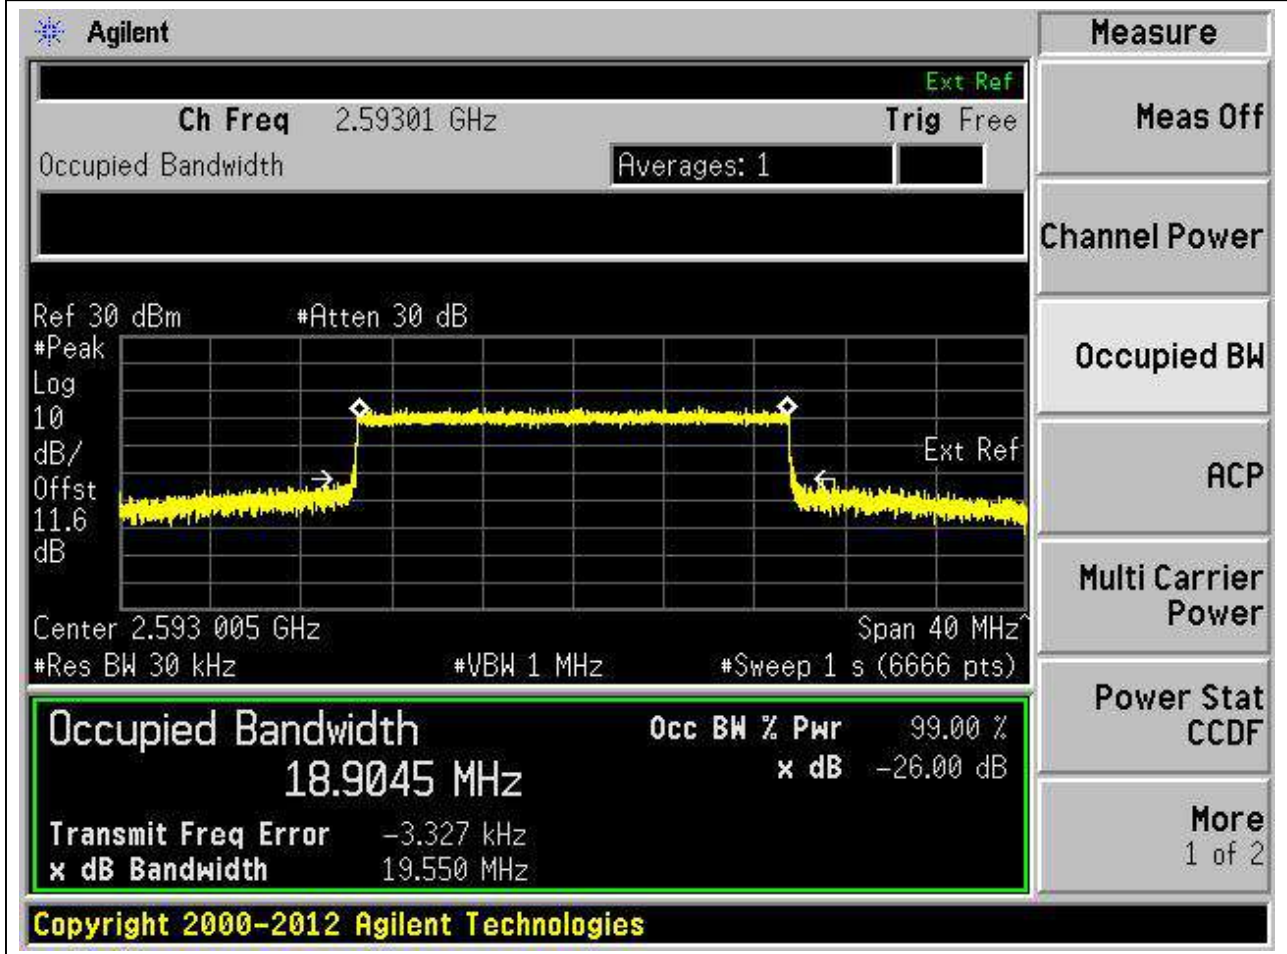 Agilent
Measure
Ext Ref
Ch Freq 2.59301 GHz Trig Free
Occupied Bandwidth Averages: 1
Meas Off
Channel Power
Occupied BW
ACP
Multi Carrier
Power
Power Stat
CCDF
More
1 of 2
Ref 30 dBm #Atten 30 dB
#Peak
Log
10
dB/
Offst
11.6
dB
Ext Ref
Center 2.593 005 GHz Span 40 MHz^
#Res BW 30 kHz #VBW 1 MHz #Sweep 1 s (6666 pts)
Occupied Bandwidth
18.9045 MHz
Occ BW % Pwr 99.00 %
x dB -26.00 dB
Transmit Freq Error -3.327 kHz
x dB Bandwidth 19.550 MHz
Copyright 2000-2012 Agilent Technologies